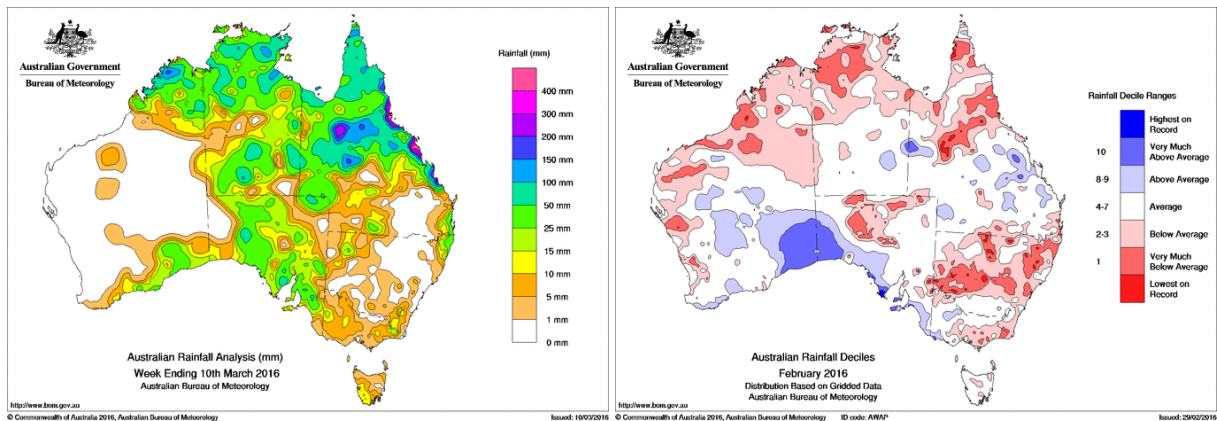 Australian Government
Bureau of Meteorology
Rainfall (mm)
400 mm
300 mm
200 mm
150 mm
100 mm
50 mm
25 mm
15 mm
10 mm
5 mm
1 mm
0 mm
Australian Rainfall Analysis (mm)
Week Ending 10th March 2016
Australian Bureau of Meteorology
http://www.bom.gov.au
© Commonwealth of Australia 2016, Australian Bureau of Meteorology
Issued: 10/03/2016
Australian Government
Bureau of Meteorology
Rainfall Decile Ranges
Highest on
Record
10 Very Much
Above Average
8-9 Above Average
4-7 Average
2-3 Below Average
1 Very Much
Below Average
Lowest on
Record
Australian Rainfall Deciles
February 2016
Distribution Based on Gridded Data
Australian Bureau of Meteorology
http://www.bom.gov.au
© Commonwealth of Australia 2016, Australian Bureau of Meteorology
ID code: AWAP
Issued: 29/02/2016